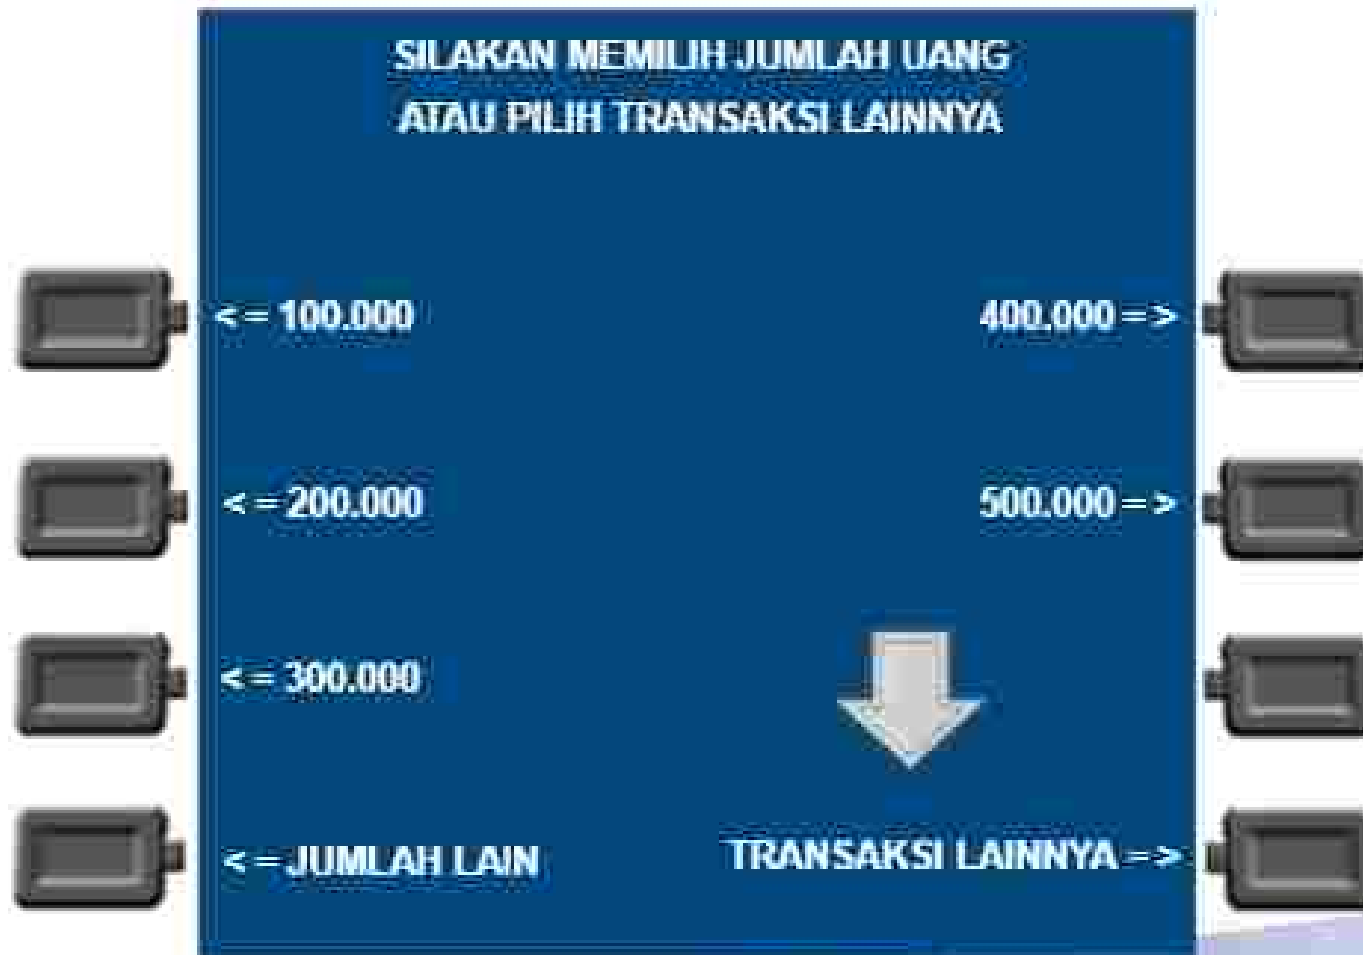 SILAKAN MEMILIH JUMLAH UANG
ATAU PILIH TRANSAKSI LAINNYA
<= 100.000
400.000 =>
<= 200.000
500.000 =>
<= 300.000
<= JUMLAH LAIN
TRANSAKSI LAINNYA =>